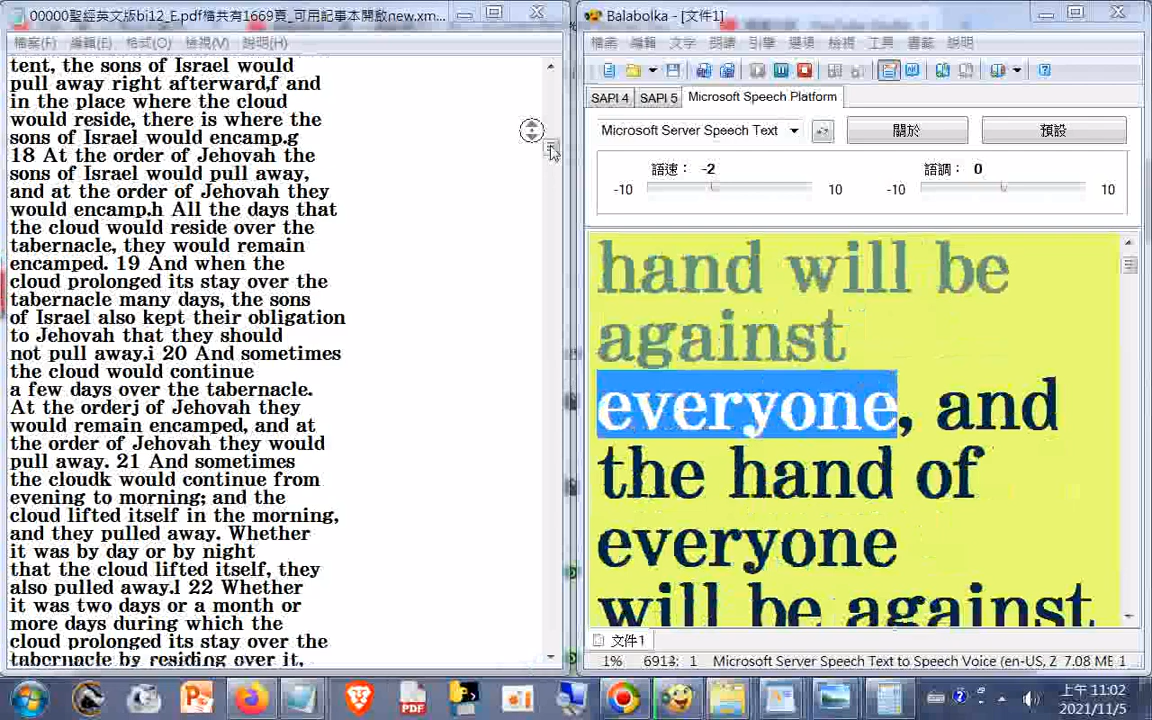 00000聖經英文版bi12_E.pdf檔共有1669頁_可用記事本開啟new.xm...
檔案(F) 編輯(E) 格式(O) 檢視(V) 說明(H)
tent, the sons of Israel would
pull away right afterward,f and
in the place where the cloud
would reside, there is where the
sons of Israel would encamp.g
18 At the order of Jehovah the
sons of Israel would pull away,
and at the order of Jehovah they
would encamp.h All the days that
the cloud would reside over the
tabernacle, they would remain
encamped. 19 And when the
cloud prolonged its stay over the
tabernacle many days, the sons
of Israel also kept their obligation
to Jehovah that they should
not pull away.i 20 And sometimes
the cloud would continue
a few days over the tabernacle.
At the orderj of Jehovah they
would remain encamped, and at
the order of Jehovah they would
pull away. 21 And sometimes
the cloudk would continue from
evening to morning; and the
cloud lifted itself in the morning,
and they pulled away. Whether
it was by day or by night
that the cloud lifted itself, they
also pulled away.l 22 Whether
it was two days or a month or
more days during which the
cloud prolonged its stay over the
tabernacle by residing over it,
Balabolka - [文件1]
檔案 編輯 文字 朗讀 引擎 選項 檢視 工具 書籤 說明
SAPI 4 SAPI 5 Microsoft Speech Platform
Microsoft Server Speech Text 關於 預設
語速： -2 語調： 0
-10 10 -10 10
hand will be
against
everyone, and
the hand of
everyone
will be against
文件1
1% 6913: 1 Microsoft Server Speech Text to Speech Voice (en-US, Z 7.08 ME 1
PDF
上午 11:02
2021/11/5